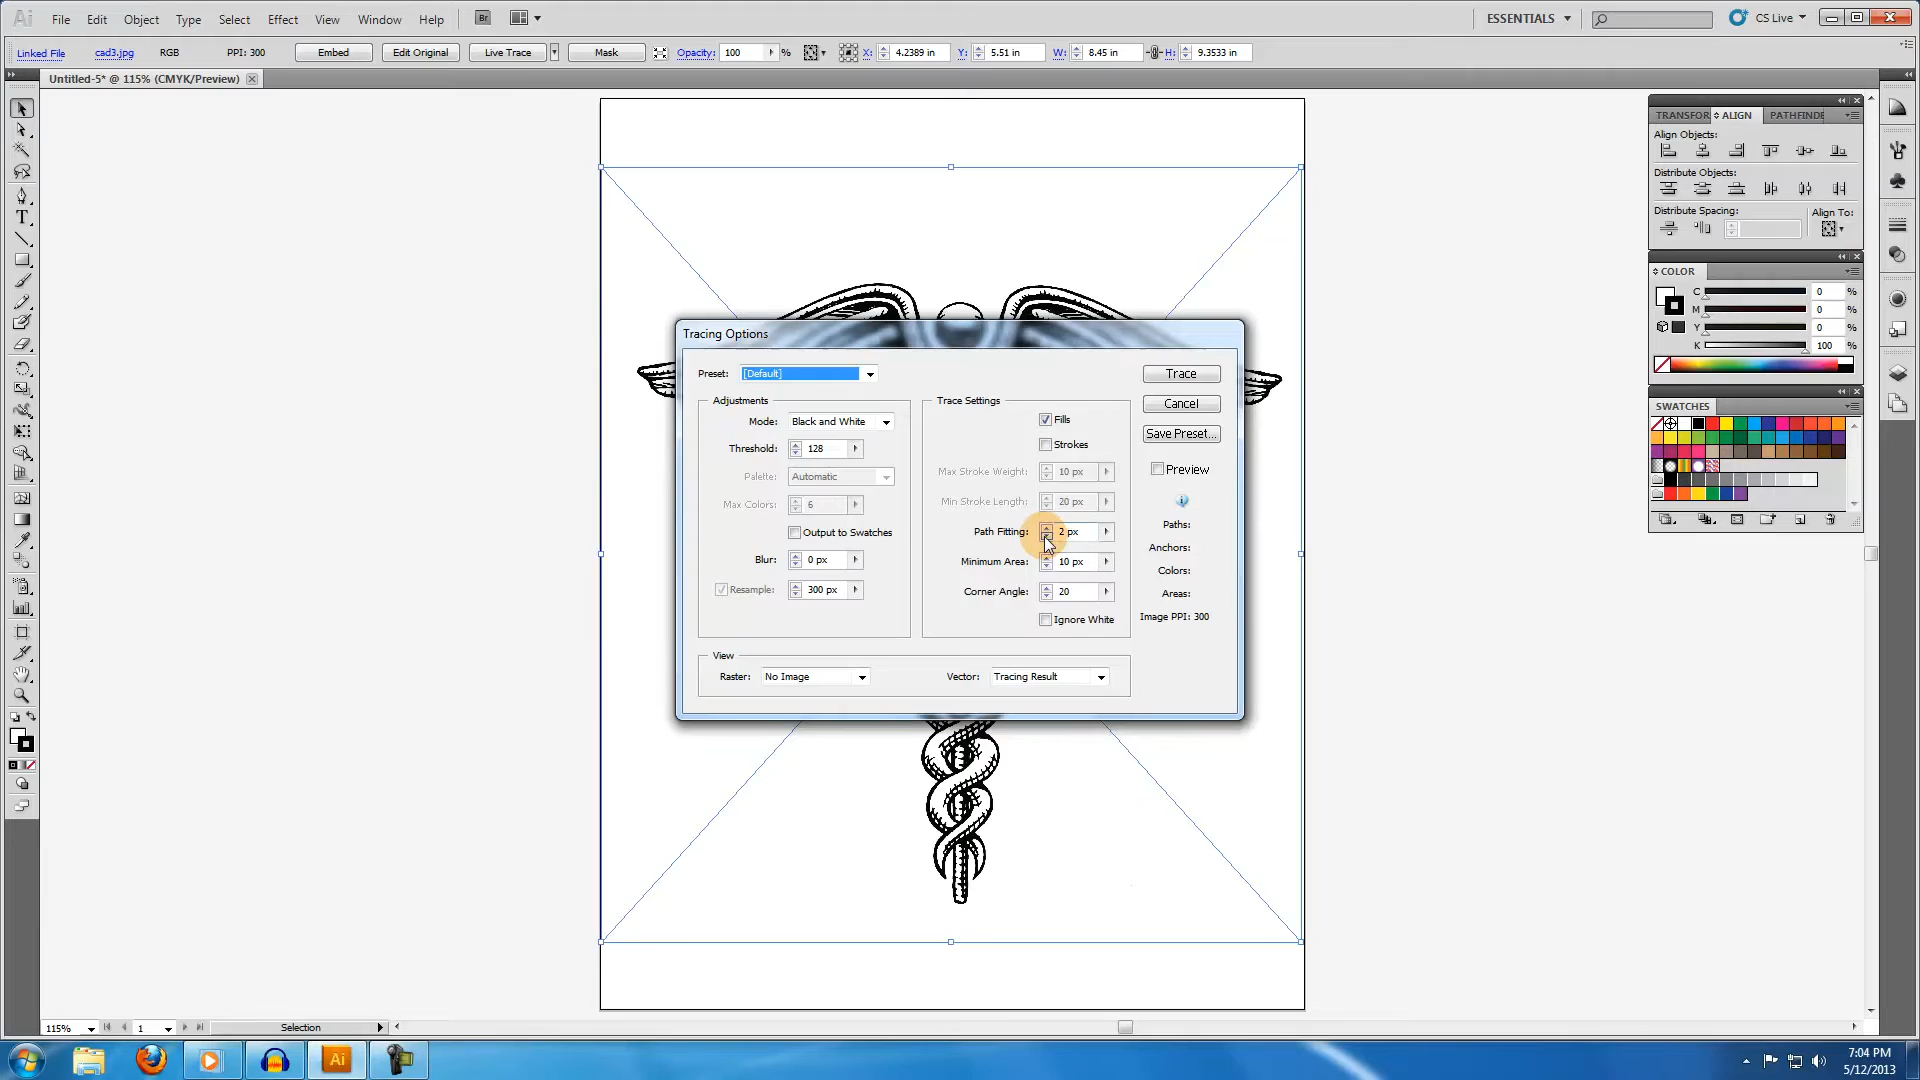 Ai File Edit Object Type Select Effect View Window Help Br ESSENTIALS CS Live
Linked File cad3.jpg RGB PPI: 300 Embed Edit Original Live Trace Mask Opacity: 100 % X: 4.2389 in Y: 5.51 in W: 8.45 in H: 9.3533 in
Untitled-5* @ 115% (CMYK/Preview)
TRANSFOR ALIGN PATHFINDE
Align Objects:
Distribute Objects:
Distribute Spacing: Align To:
COLOR
C 0 %
M 0 %
Y 0 %
K 100 %
SWATCHES
Tracing Options
Preset: [Default] Trace
Adjustments Trace Settings Cancel
Mode: Black and White Fills Save Preset...
Threshold: 128 Strokes
Palette: Automatic Max Stroke Weight: 10 px Preview
Max Colors: 6 Min Stroke Length: 20 px
Output to Swatches Path Fitting: 2 px Paths:
Blur: 0 px Minimum Area: 10 px Anchors:
Resample: 300 px Corner Angle: 20 Colors:
Areas:
Ignore White Image PPI: 300
View
Raster: No Image Vector: Tracing Result
115% 1 Selection
Ai 7:04 PM
5/12/2013